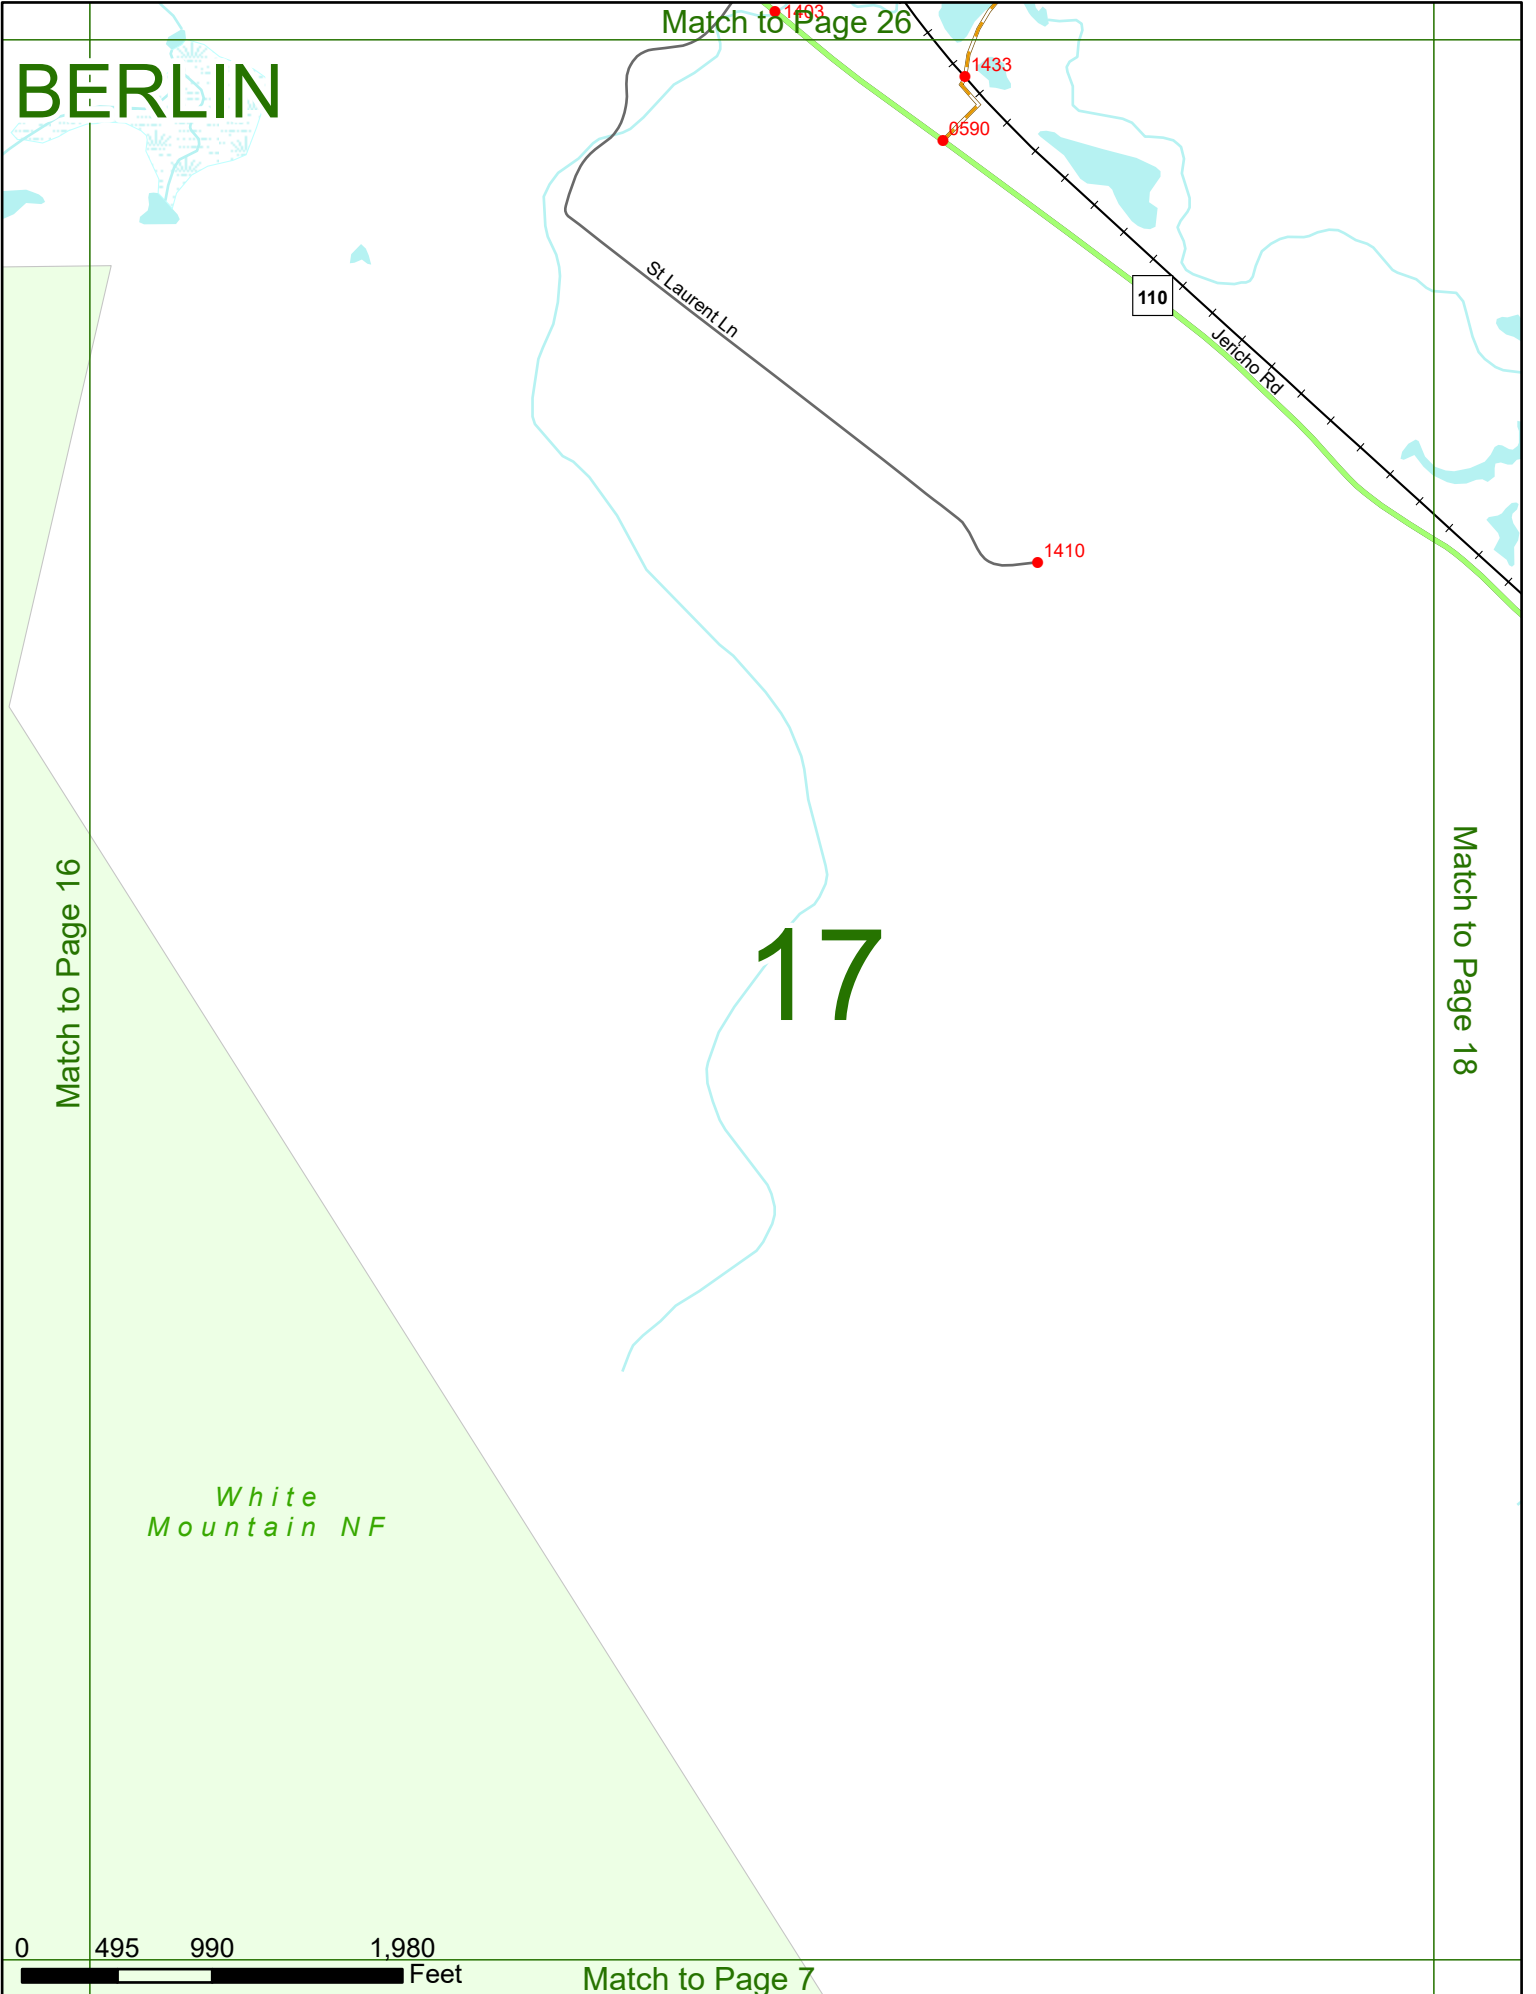 1403
Match to Page 26
BERLIN
1433
0590
St Laurent Ln
110
Jericho Rd
1410
Match to Page 16
17
Match to Page 18
White
Mountain NF
0 495 990 1,980
Feet
Match to Page 7